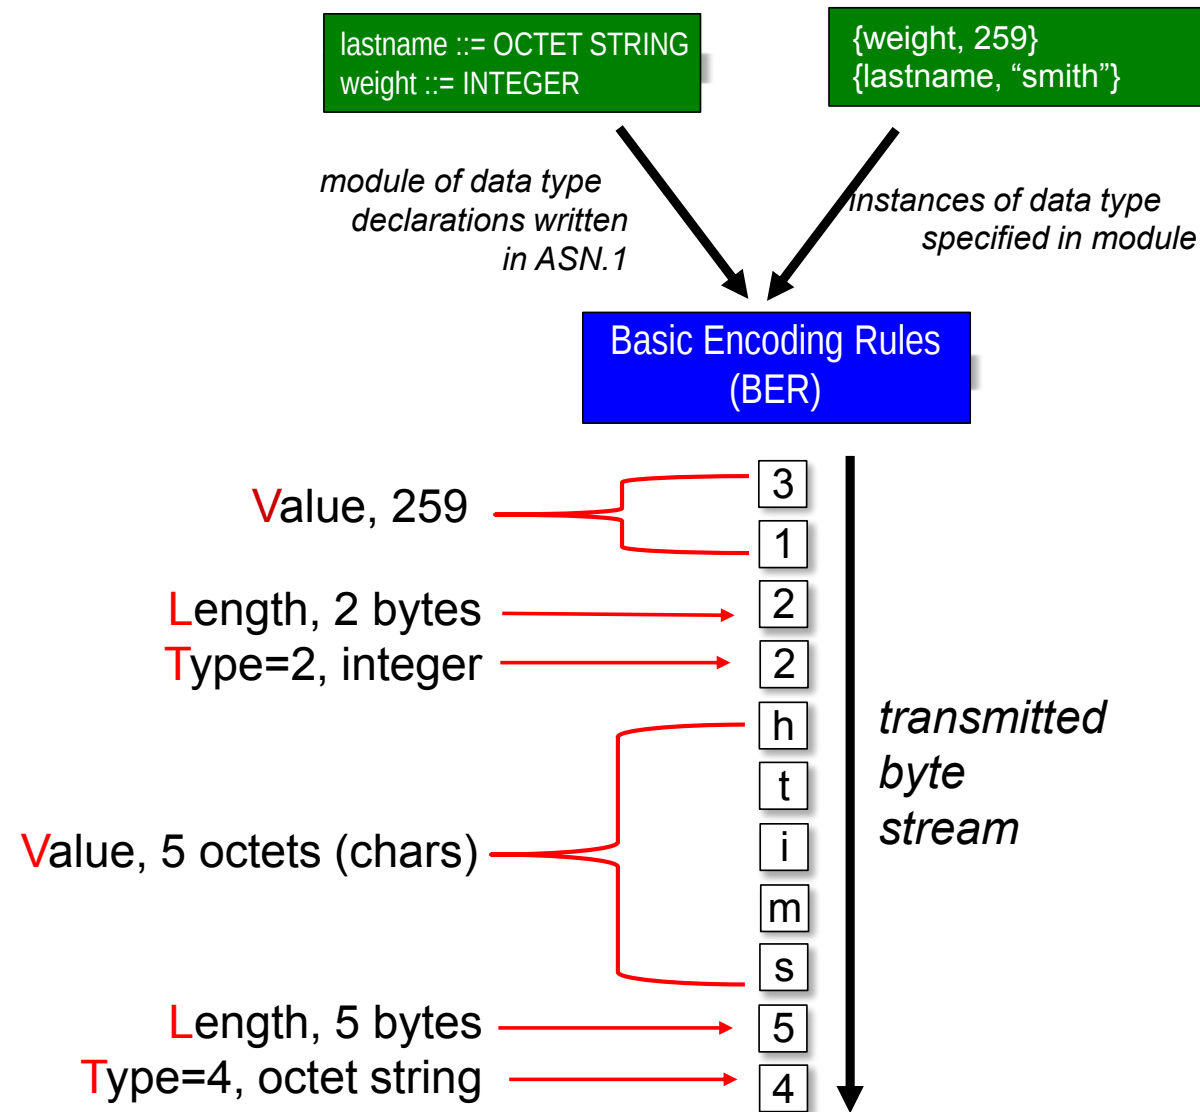 lastname ::= OCTET STRING
weight ::= INTEGER
{weight, 259}
{lastname, “smith”}
module of data type
declarations written
in ASN.1
instances of data type
specified in module
Basic Encoding Rules
(BER)
3
Value, 259
1
Length, 2 bytes
2
Type=2, integer
2
h
transmitted
byte
stream
t
Value, 5 octets (chars)
i
m
s
Length, 5 bytes
5
Type=4, octet string
4